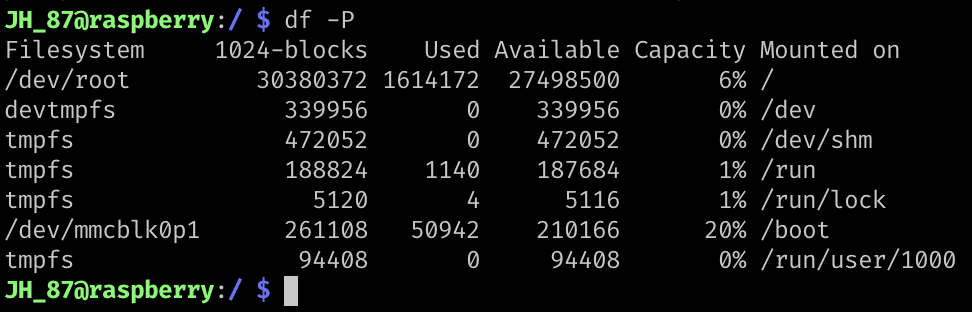 JH_87@raspberry:/ $ df -P
Filesystem     1024-blocks    Used Available Capacity Mounted on
/dev/root         30380372 1614172  27498500       6% /
devtmpfs            339956       0    339956       0% /dev
tmpfs               472052       0    472052       0% /dev/shm
tmpfs               188824    1140    187684       1% /run
tmpfs                 5120       4      5116       1% /run/lock
/dev/mmcblk0p1      261108   50942    210166      20% /boot
tmpfs                94408       0     94408       0% /run/user/1000
JH_87@raspberry:/ $